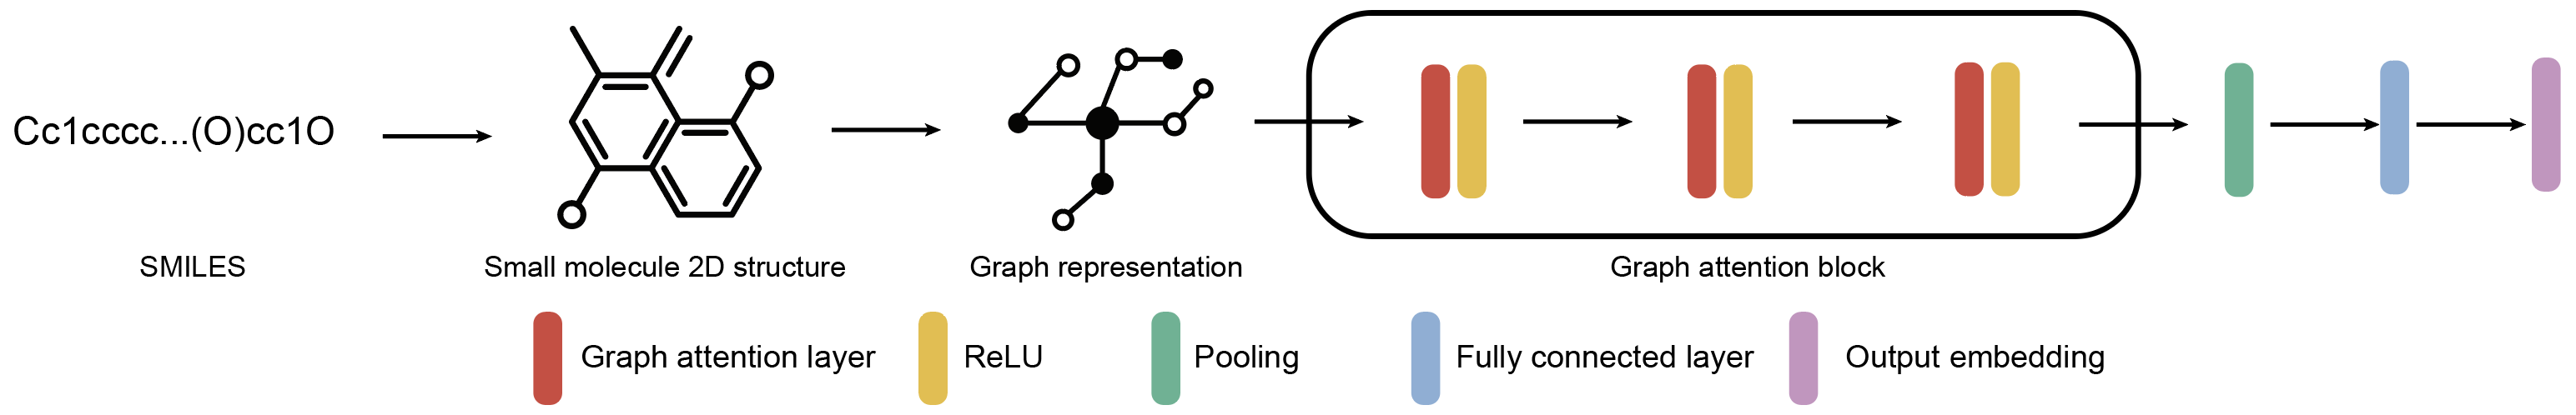 Cc1cccc...(O)cc1O
SMILES
Small molecule 2D structure
Graph representation
Graph attention block
Graph attention layer
ReLU
Pooling
Fully connected layer
Output embedding